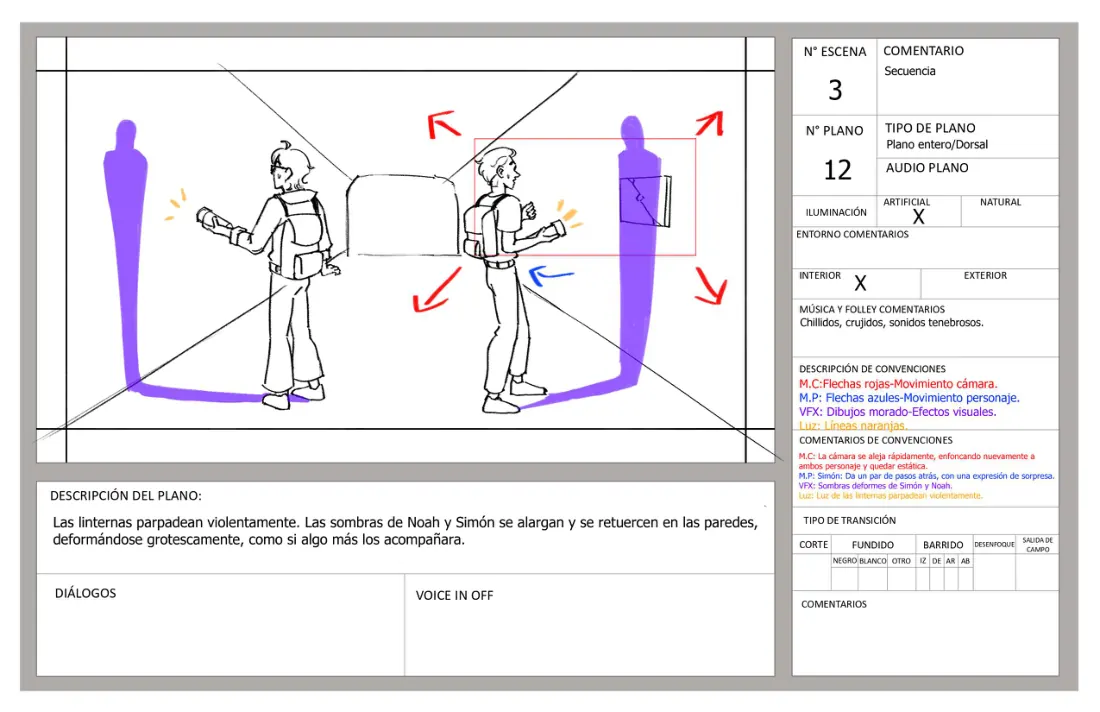 N° ESCENA
3
COMENTARIO
Secuencia
N° PLANO
12
TIPO DE PLANO
Plano entero/Dorsal
AUDIO PLANO
ILUMINACIÓN
ARTIFICIAL
X
NATURAL
ENTORNO COMENTARIOS
INTERIOR X
EXTERIOR
MÚSICA Y FOLLEY COMENTARIOS
Chillidos, crujidos, sonidos tenebrosos.
DESCRIPCIÓN DE CONVENCIONES
M.C:Flechas rojas-Movimiento cámara.
M.P: Flechas azules-Movimiento personaje.
VFX: Dibujos morado-Efectos visuales.
Luz: Líneas naranjas.
COMENTARIOS DE CONVENCIONES
M.C: La cámara se aleja rápidamente, enfoncando nuevamente a
ambos personaje y quedar estática.
M.P: Simón: Da un par de pasos atrás, con una expresión de sorpresa.
VFX: Sombras deformes de Simón y Noah.
Luz: Luz de las linternas parpadean violentamente.
TIPO DE TRANSICIÓN
CORTE
FUNDIDO
BARRIDO
DESENFOQUE
SALIDA DE
CAMPO
NEGRO BLANCO OTRO
IZ DE AR AB
COMENTARIOS
DESCRIPCIÓN DEL PLANO:
Las linternas parpadean violentamente. Las sombras de Noah y Simón se alargan y se retuercen en las paredes,
deformándose grotescamente, como si algo más los acompañara.
DIÁLOGOS
VOICE IN OFF